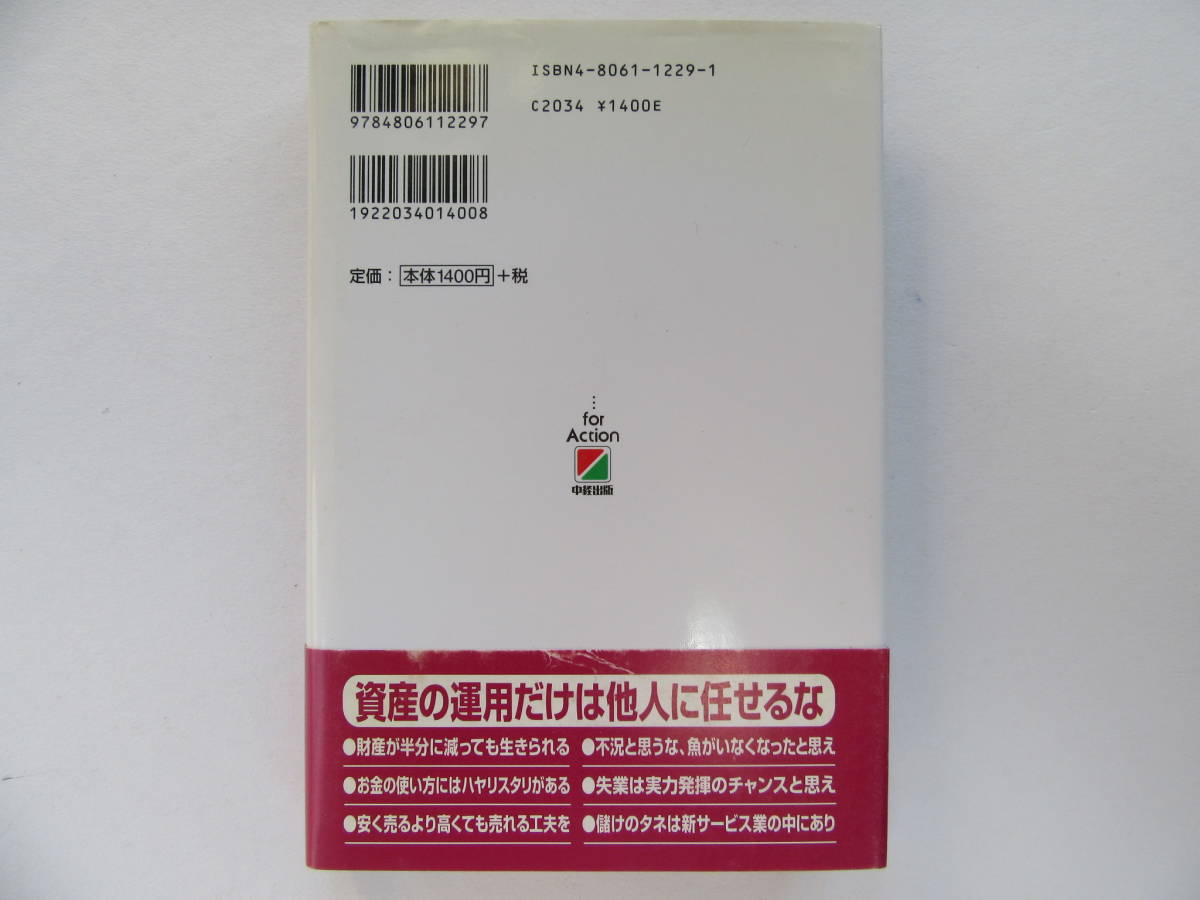 ISBN4-8061-1229-1
C2034 ¥1400E
9784806112297
1922034014008
定価：本体1400円+税
…
for
Action
中経出版
資産の運用だけは他人に任せるな
●財産が半分に減っても生きられる
●お金の使い方にはハヤリスタリがある
●安く売るより高くても売れる工夫を
●不況と思うな、魚がいなくなったと思え
●失業は実力発揮のチャンスと思え
●儲けのタネは新サービス業の中にあり